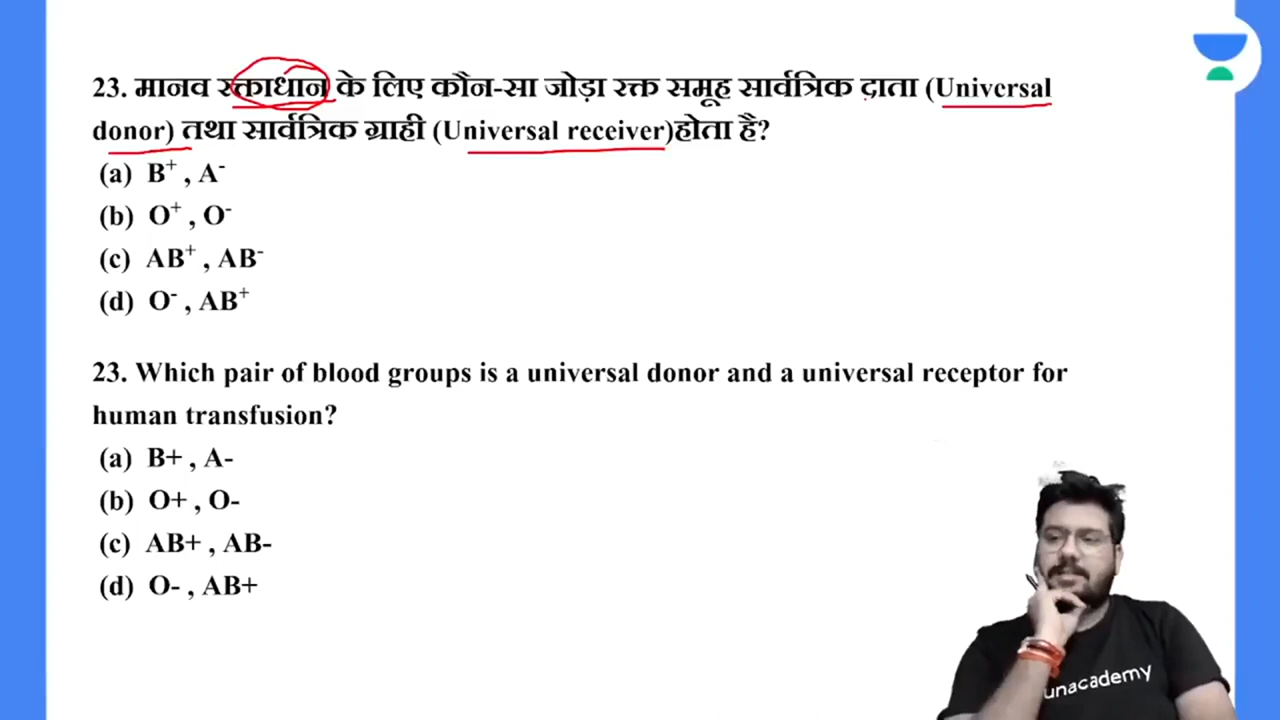 23. मानव रक्ताधान के लिए कौन-सा जोड़ा रक्त समूह सार्वत्रिक दाता (Universal
donor) तथा सार्वत्रिक ग्राही (Universal receiver)होता है?
(a) B⁺ , A⁻
(b) O⁺ , O⁻
(c) AB⁺ , AB⁻
(d) O⁻ , AB⁺
23. Which pair of blood groups is a universal donor and a universal receptor for
human transfusion?
(a) B+ , A-
(b) O+ , O-
(c) AB+ , AB-
(d) O- , AB+
unacademy